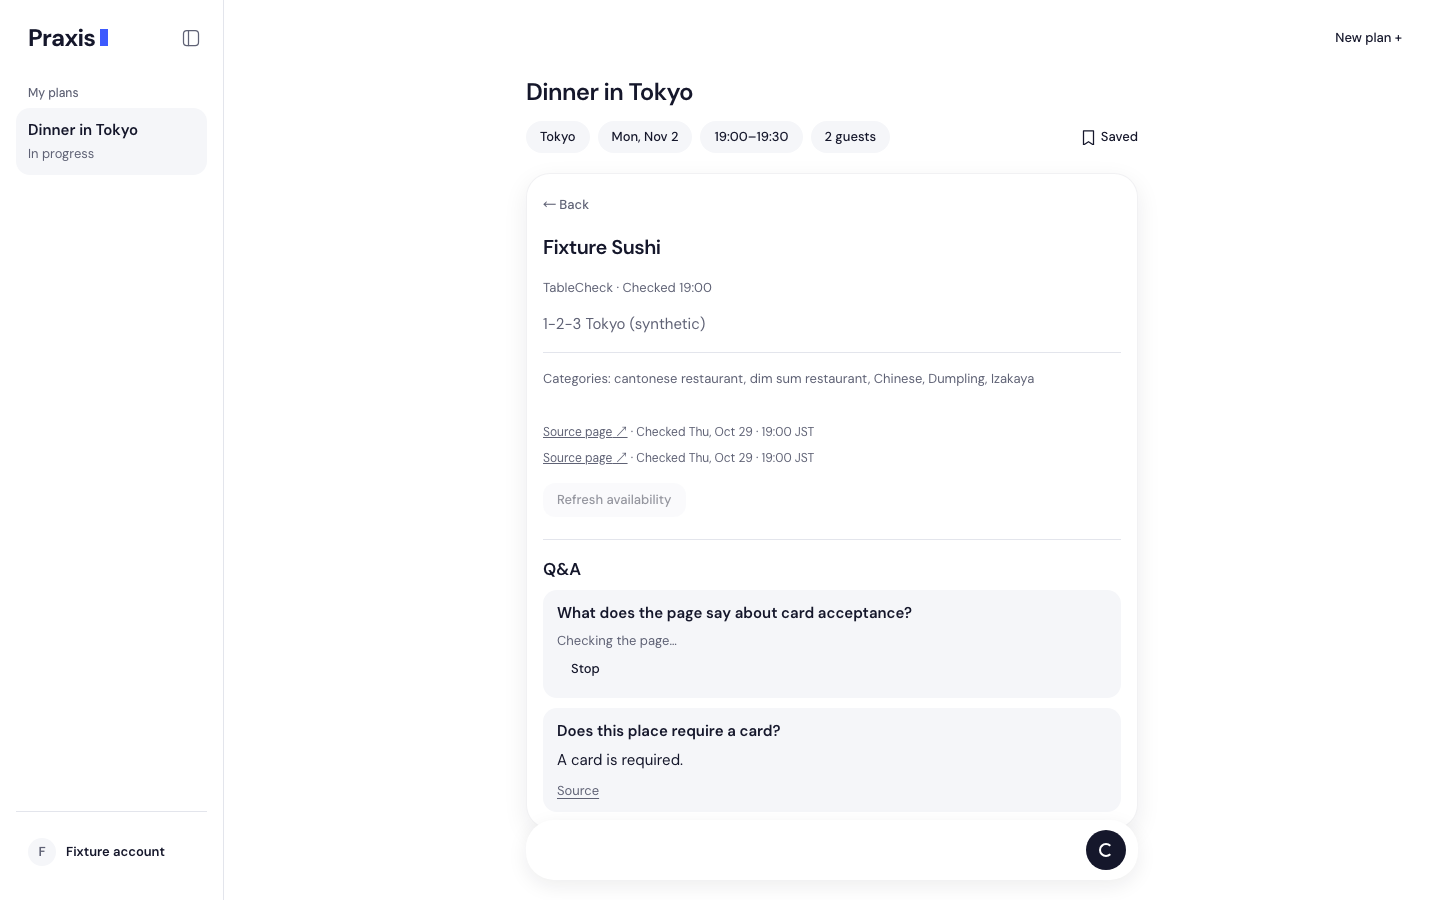 Praxis
New plan +
My plans
Dinner in Tokyo
In progress
Dinner in Tokyo
Tokyo
Mon, Nov 2
19:00–19:30
2 guests
Saved
← Back
Fixture Sushi
TableCheck · Checked 19:00
1-2-3 Tokyo (synthetic)
Categories: cantonese restaurant, dim sum restaurant, Chinese, Dumpling, Izakaya
Source page ↗ · Checked Thu, Oct 29 · 19:00 JST
Source page ↗ · Checked Thu, Oct 29 · 19:00 JST
Refresh availability
Q&A
What does the page say about card acceptance?
Checking the page…
Stop
Does this place require a card?
A card is required.
Source
F
Fixture account